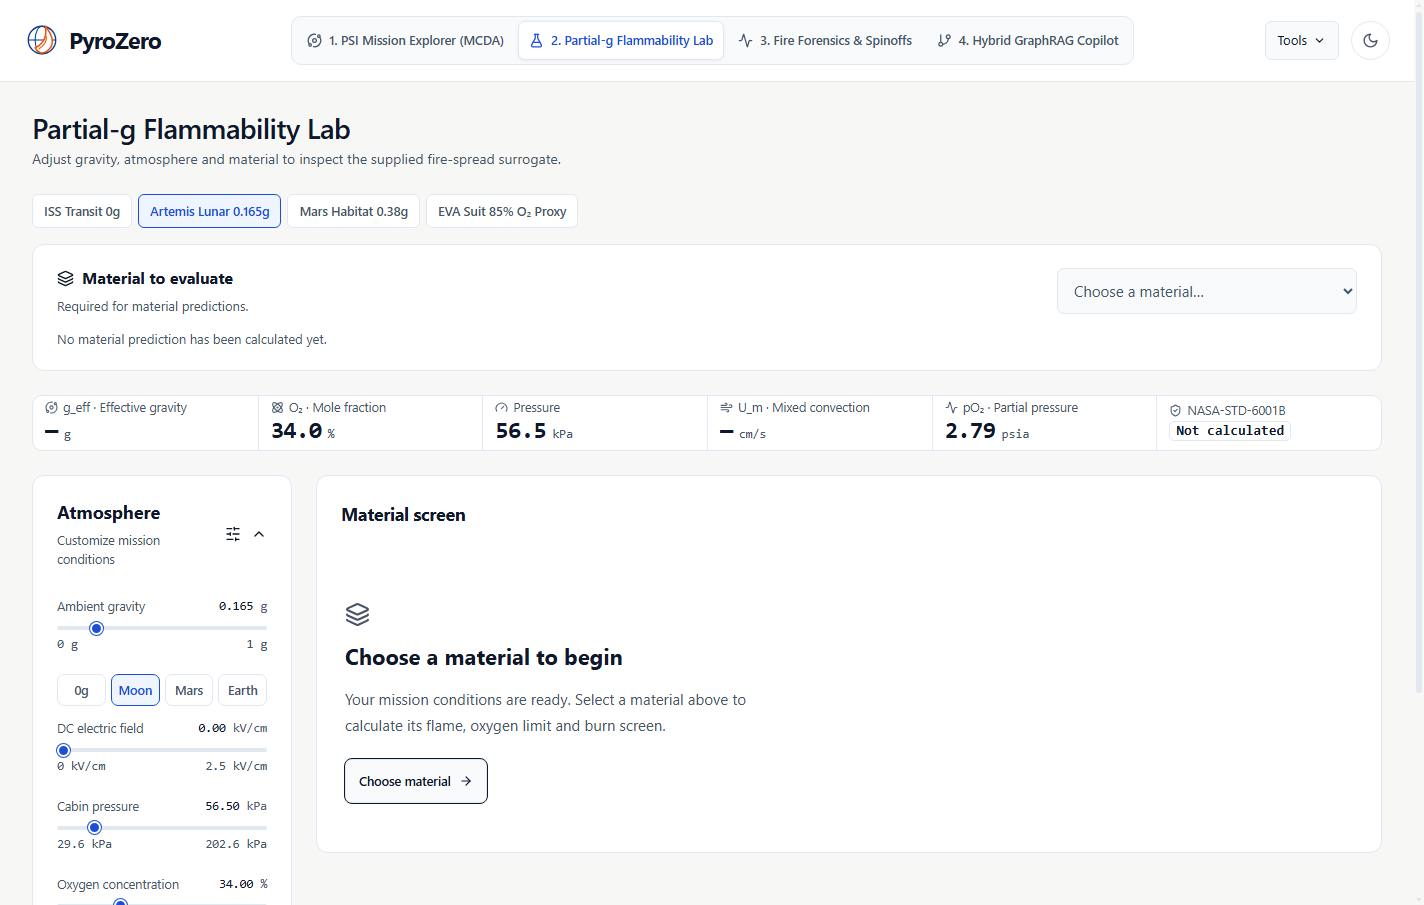 PyroZero
1. PSI Mission Explorer (MCDA)
2. Partial-g Flammability Lab
3. Fire Forensics & Spinoffs
4. Hybrid GraphRAG Copilot
Tools
Partial-g Flammability Lab
Adjust gravity, atmosphere and material to inspect the supplied fire-spread surrogate.
ISS Transit 0g
Artemis Lunar 0.165g
Mars Habitat 0.38g
EVA Suit 85% O₂ Proxy
Material to evaluate
Required for material predictions.
No material prediction has been calculated yet.
Choose a material...
g_eff · Effective gravity
— g
O₂ · Mole fraction
34.0 %
Pressure
56.5 kPa
U_m · Mixed convection
— cm/s
pO₂ · Partial pressure
2.79 psia
NASA-STD-6001B
Not calculated
Atmosphere
Customize mission
conditions
Ambient gravity 0.165 g
0 g 1 g
0g Moon Mars Earth
DC electric field 0.00 kV/cm
0 kV/cm 2.5 kV/cm
Cabin pressure 56.50 kPa
29.6 kPa 202.6 kPa
Oxygen concentration 34.00 %
Material screen
Choose a material to begin
Your mission conditions are ready. Select a material above to
calculate its flame, oxygen limit and burn screen.
Choose material →